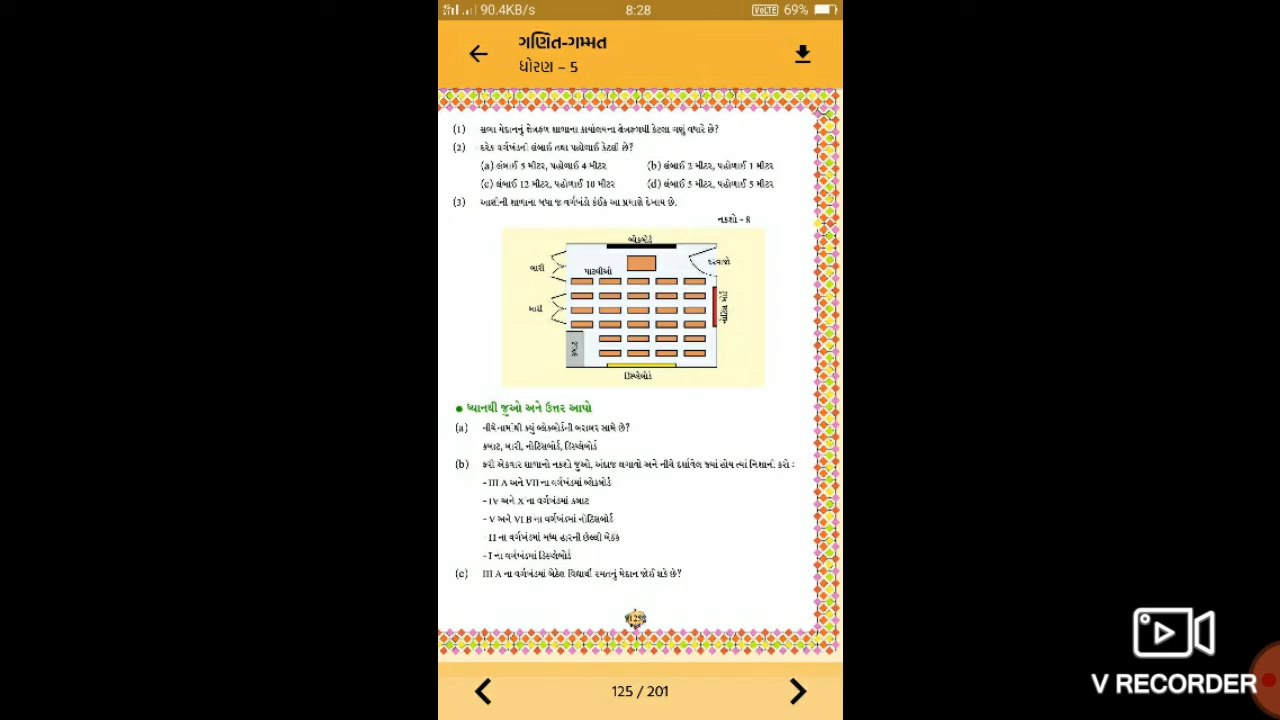 90.4KB/s 8:28 VoLTE 69%
ગણિત-ગમ્મત
ધોરણ – 5
(1) સભા મેદાનનું ક્ષેત્રફળ શાળાના કાર્યાલયના ક્ષેત્રફળથી કેટલા ગણું વધારે છે?
(2) દરેક વર્ગખંડની લંબાઈ તથા પહોળાઈ કેટલી છે?
(a) લંબાઈ 5 મીટર, પહોળાઈ 4 મીટર (b) લંબાઈ 2 મીટર, પહોળાઈ 1 મીટર
(c) લંબાઈ 12 મીટર, પહોળાઈ 10 મીટર (d) લંબાઈ 5 મીટર, પહોળાઈ 5 મીટર
(3) આશીની શાળાના બધા જ વર્ગખંડો કંઈક આ પ્રમાણે દેખાય છે.
નકશો - 8
બ્લેકબોર્ડ
બારી
પાટલીઓ
દરવાજો
બારી
નોટિસ બોર્ડ
કબાટ
ડિસ્પ્લેબોર્ડ
● ધ્યાનથી જુઓ અને ઉત્તર આપો
(a) નીચેનામાંથી કયું બ્લેકબોર્ડની બરાબર સામે છે?
કબાટ, બારી, નોટિસબોર્ડ, ડિસ્પ્લેબોર્ડ
(b) ફરી એકવાર શાળાનો નકશો જુઓ, અંદાજ લગાવો અને નીચે દર્શાવેલ જ્યાં હોય ત્યાં નિશાની કરો :
- III A અને VII ના વર્ગખંડમાં બ્લેકબોર્ડ
- IV અને X ના વર્ગખંડમાં કબાટ
- V અને VI B ના વર્ગખંડમાં નોટિસબોર્ડ
- II ના વર્ગખંડમાં મધ્ય હારની છેલ્લી બેઠક
- I ના વર્ગખંડમાં ડિસ્પ્લેબોર્ડ
(c) III A ના વર્ગખંડમાં બેઠેલ વિદ્યાર્થી રમતનું મેદાન જોઈ શકે છે?
129
125 / 201
V RECORDER